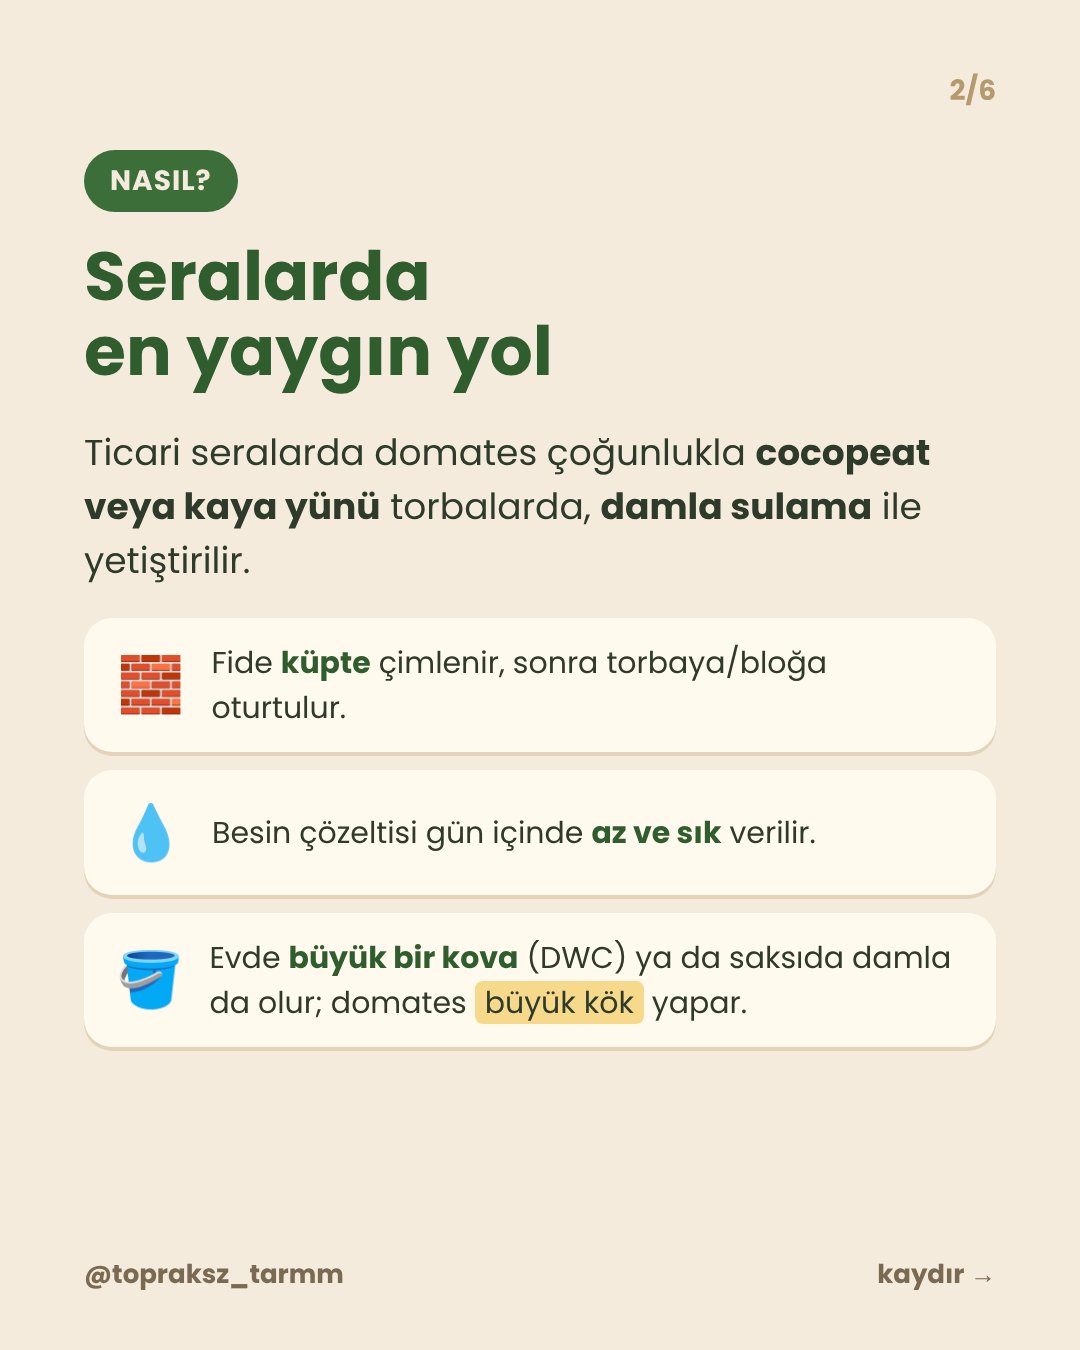 2/6
NASIL?
Seralarda
en yaygın yol
Ticari seralarda domates çoğunlukla cocopeat
veya kaya yünü torbalarda, damla sulama ile
yetiştirilir.
Fide küpte çimlenir, sonra torbaya/bloğa
oturtulur.
Besin çözeltisi gün içinde az ve sık verilir.
Evde büyük bir kova (DWC) ya da saksıda damla
da olur; domates büyük kök yapar.
@topraksz_tarmm
kaydır →